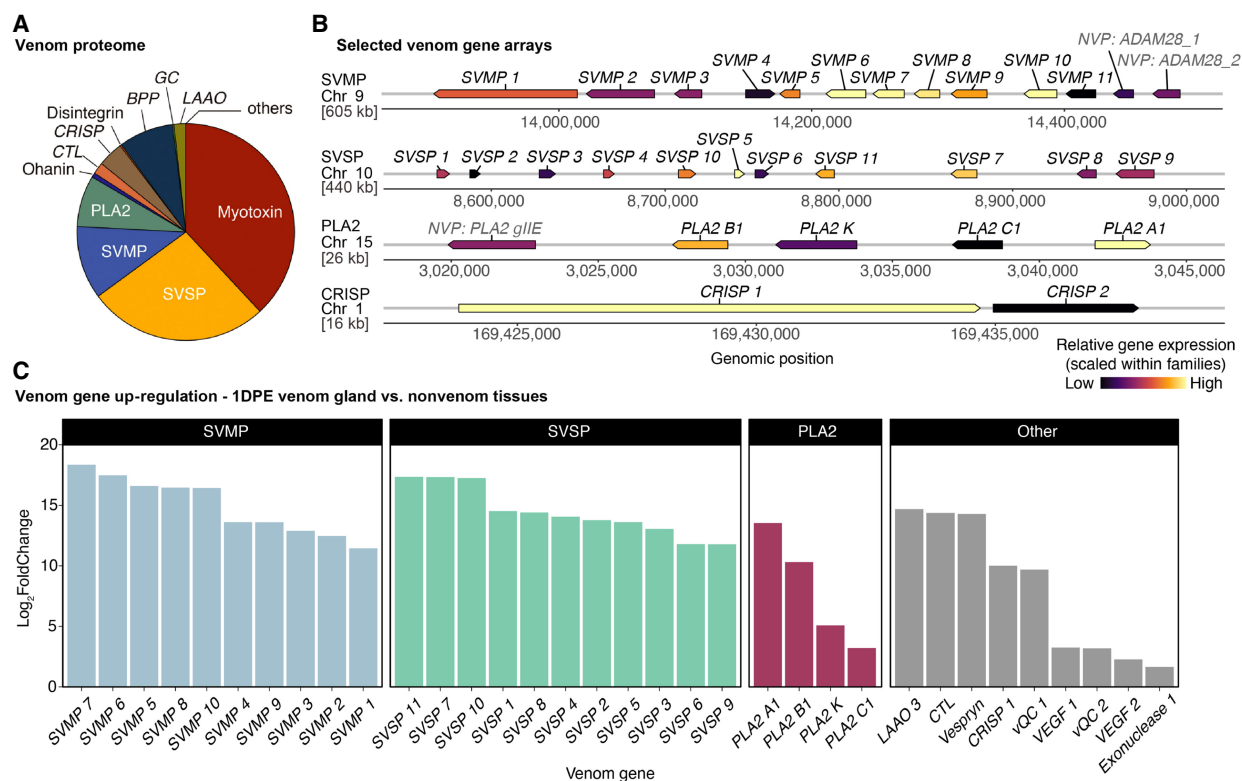 A
Venom proteome
GC
BPP
LAAO
Disintegrin
others
CRISP
CTL
Ohanin
PLA2
Myotoxin
SVMP
SVSP
B
Selected venom gene arrays
NVP: ADAM28_1
NVP: ADAM28_2
SVMP 4
SVMP 6
SVMP 8
SVMP 10
SVMP
Chr 9
[605 kb]
SVMP 1
SVMP 2
SVMP 3
SVMP 5
SVMP 7
SVMP 9
SVMP 11
14,000,000
14,200,000
14,400,000
SVSP 5
SVSP
Chr 10
[440 kb]
SVSP 1
SVSP 2
SVSP 3
SVSP 4
SVSP 10
SVSP 6
SVSP 11
SVSP 7
SVSP 8
SVSP 9
8,600,000
8,700,000
8,800,000
8,900,000
9,000,000
PLA2
Chr 15
[26 kb]
NVP: PLA2 gIIE
PLA2 B1
PLA2 K
PLA2 C1
PLA2 A1
3,020,000
3,025,000
3,030,000
3,035,000
3,040,000
3,045,000
CRISP
Chr 1
[16 kb]
CRISP 1
CRISP 2
169,425,000
169,430,000
169,435,000
Genomic position
Relative gene expression
(scaled within families)
Low
High
C
Venom gene up-regulation - 1DPE venom gland vs. nonvenom tissues
SVMP
SVSP
PLA2
Other
20
15
10
5
0
Log2FoldChange
SVMP 7
SVMP 6
SVMP 5
SVMP 8
SVMP 10
SVMP 4
SVMP 9
SVMP 3
SVMP 2
SVMP 1
SVSP 11
SVSP 7
SVSP 10
SVSP 1
SVSP 8
SVSP 4
SVSP 2
SVSP 5
SVSP 3
SVSP 6
SVSP 9
PLA2 A1
PLA2 B1
PLA2 K
PLA2 C1
LAAO 3
CTL
Vespryn
CRISP 1
vQC 1
VEGF 1
vQC 2
VEGF 2
Exonuclease 1
Venom gene